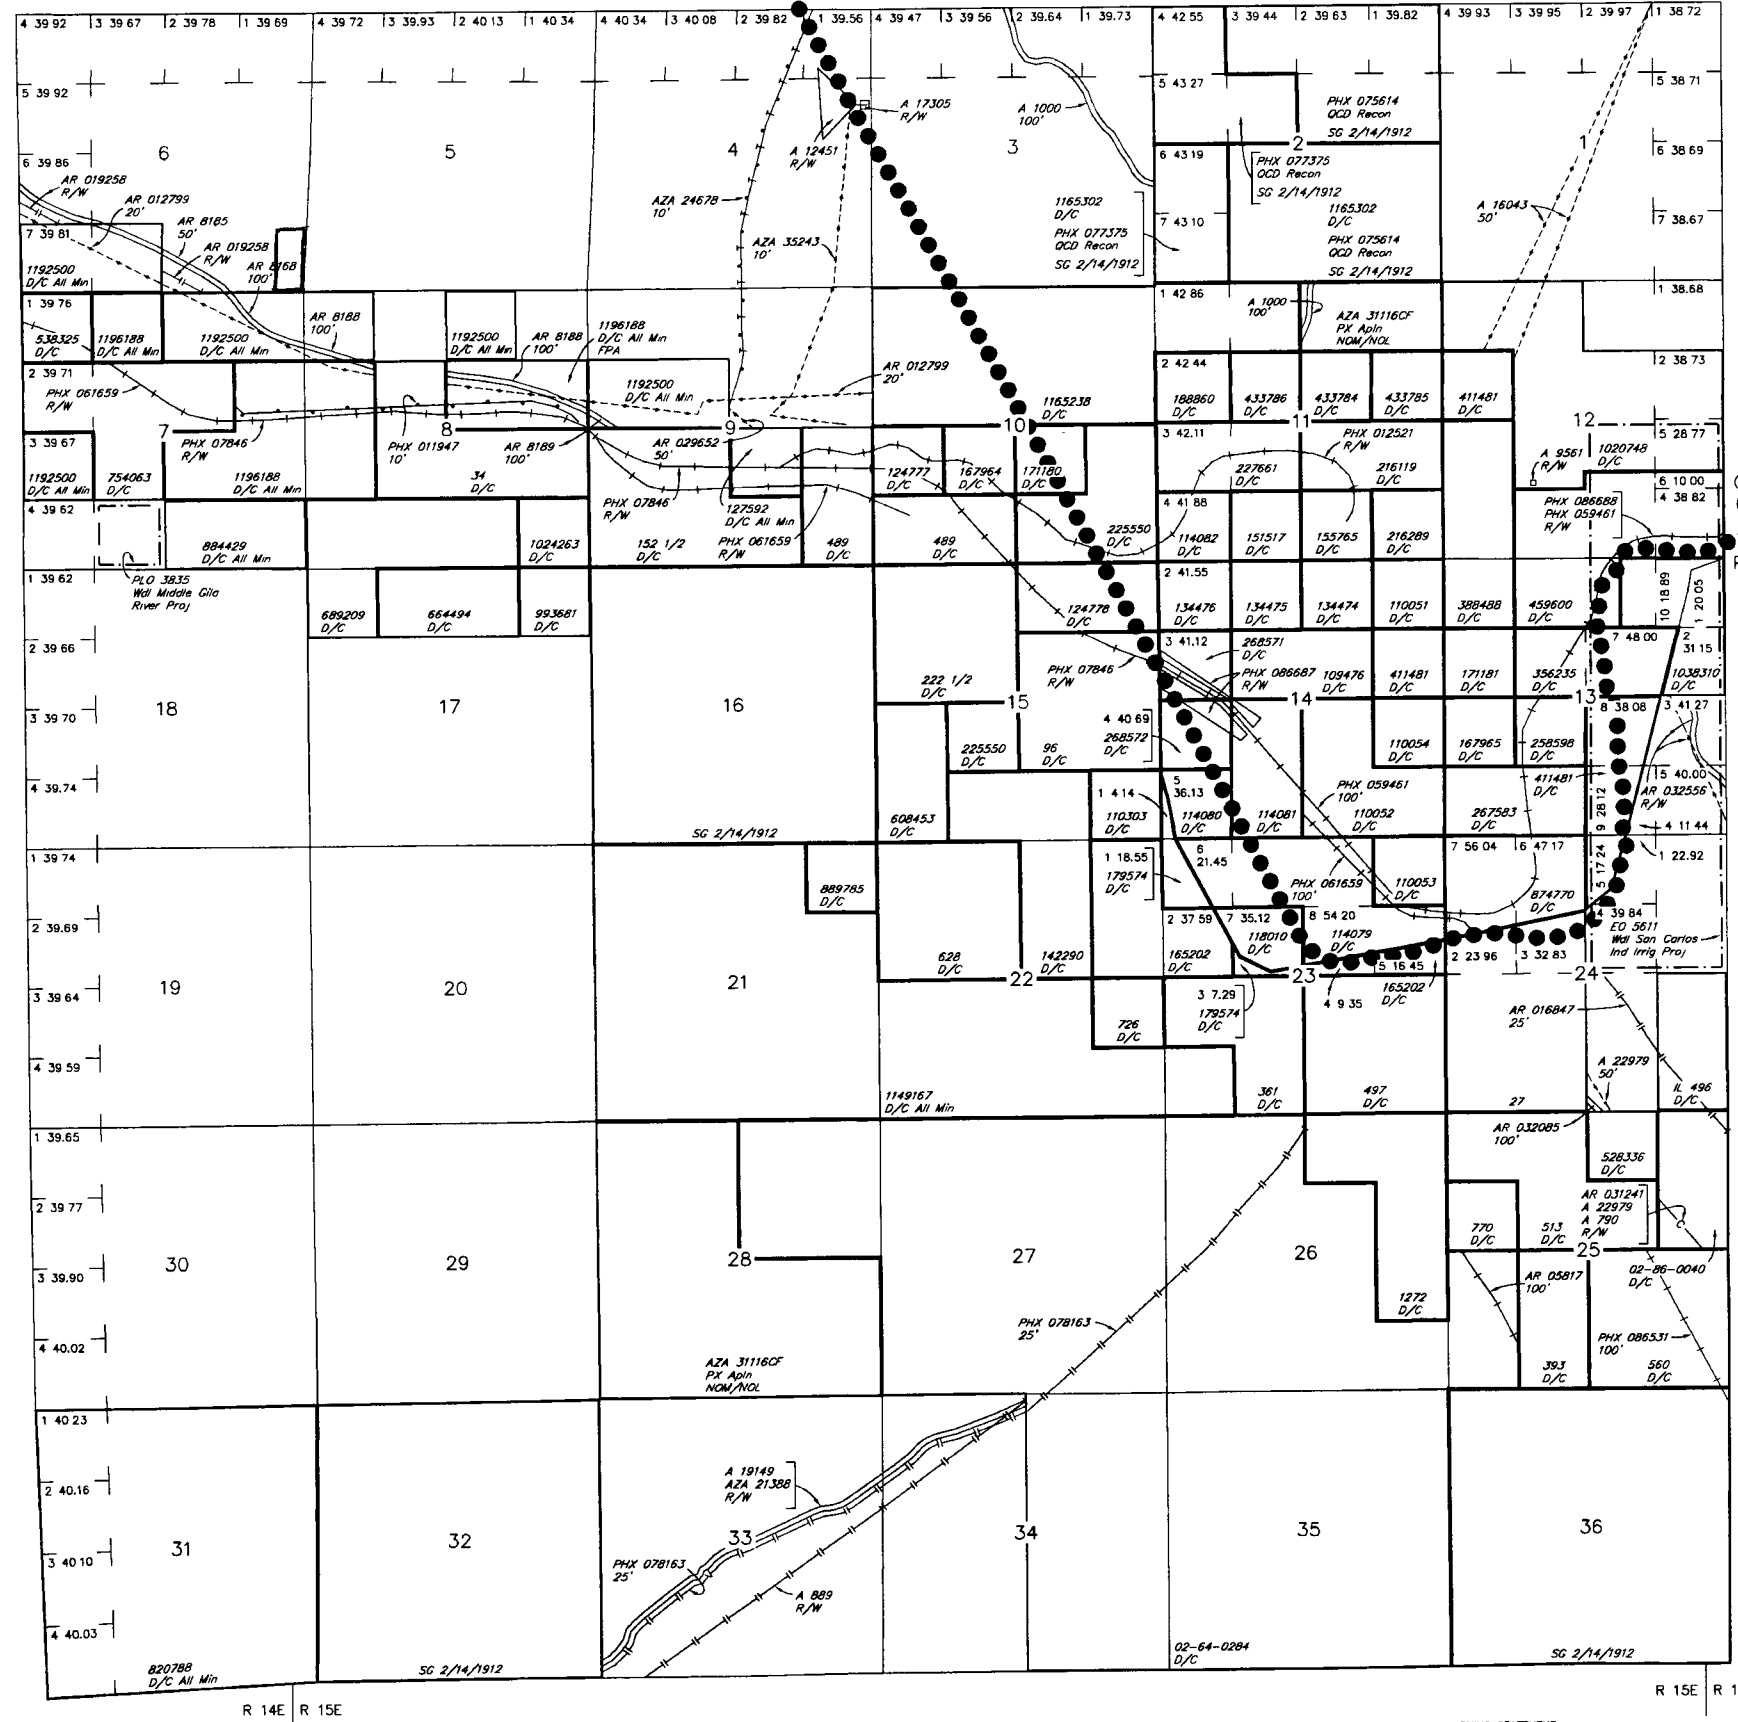 4 39 92 3 39 67 2 39 78 1 39 69 4 39 72 3 39.93 2 40.13 1 40.34 4 40 34 3 40 08 2 39 82 1 39.56 4 39 47 3 39 56 2 39.64 1 39.73 4 42 55 3 39 44 2 39 63 1 39.82 4 39 93 3 39 95 2 39 97 1 38 72
5 39 92
6 39 86
7 39 81
6
5
4
3
2
1
5 43 27
6 43 19
7 43 10
5 38 71
6 38 69
7 38.67
AR 019258
R/W
AR 012799
20'
AR 8185
50'
AR 019258
R/W
AR 8168
100'
1192500
D/C All Min
AZA 24678
10'
A 12451
R/W
A 17305
R/W
AZA 35243
10'
A 1000
100'
PHX 075614
QCD Recon
SG 2/14/1912
PHX 077375
QCD Recon
SG 2/14/1912
1165302
D/C
PHX 077375
QCD Recon
SG 2/14/1912
1165302
D/C
PHX 075614
QCD Recon
SG 2/14/1912
A 16043
50'
1 39 76
538325
D/C
1196188
D/C All Min
1192500
D/C All Min
AR 8188
100'
1192500
D/C All Min
AR 8188
100'
1196188
D/C All Min
FPA
1192500
D/C All Min
AR 012799
20'
1165238
D/C
1 42 86
A 1000
100'
AZA 31116CF
PX Apln
NOM/NOL
1 38.68
2 38 73
2 39 71
PHX 061659
R/W
3 39 67
7
PHX 07846
R/W
8
PHX 011947
10'
AR 8189
100'
AR 029652
50'
9
10
11
12
2 42 44
188860
D/C
433786
D/C
433784
D/C
433785
D/C
411481
D/C
3 42.11
PHX 012521
R/W
227661
D/C
216119
D/C
A 9561
R/W
1020748
D/C
5 28 77
6 10 00
4 38 82
1192500
D/C All Min
754063
D/C
1196188
D/C All Min
34
D/C
PHX 07846
R/W
127592
D/C All Min
124777
D/C
167964
D/C
171180
D/C
4 39 62
884429
D/C All Min
1024263
D/C
152 1/2
D/C
PHX 061659
R/W
489
D/C
489
D/C
225550
D/C
4 41 88
114082
D/C
151517
D/C
155765
D/C
216289
D/C
PHX 086688
PHX 059461
R/W
PLO 3835
Wdl Middle Gila
River Proj
1 39 62
689209
D/C
664494
D/C
993681
D/C
124778
D/C
2 41.55
134476
D/C
134475
D/C
134474
D/C
110051
D/C
388488
D/C
459600
D/C
10 18 89
1 20 05
2 39 66
18
17
16
15
14
13
222 1/2
D/C
PHX 07846
R/W
3 41.12
268571
D/C
PHX 086687
R/W
109476
D/C
411481
D/C
171181
D/C
356235
D/C
7 48 00
2
31 15
1038310
D/C
3 39 70
225550
D/C
96
D/C
4 40 69
268572
D/C
110054
D/C
167965
D/C
258598
D/C
8 38 08
3 41 27
4 39.74
SG 2/14/1912
608453
D/C
1 4 14
110303
D/C
5
36.13
114080
D/C
114081
D/C
PHX 059461
100'
110052
D/C
267583
D/C
411481
D/C
9 28 12
5 40.00
AR 032556
R/W
4 11 44
1 22.92
1 39 74
889785
D/C
1 18.55
179574
D/C
6
21.45
PHX 061659
100'
110053
D/C
7 56 04
6 47 17
874770
D/C
5 17 24
2 39.69
628
D/C
142290
D/C
2 37 59
165202
D/C
7 35.12
118010
D/C
8 54 20
114079
D/C
5 16 45
2 23 96
3 32 83
4 39 84
EO 5611
Wdl San Carlos
Ind Irrig Proj
19
20
21
22
23
24
3 39 64
726
D/C
3 7.29
179574
D/C
4 9 35
165202
D/C
AR 016847
25'
4 39 59
1149167
D/C All Min
361
D/C
497
D/C
27
A 22979
50'
IL 496
D/C
1 39.65
AR 032085
100'
528336
D/C
2 39 77
AR 031241
A 22979
A 790
R/W
770
D/C
513
D/C
30
29
28
27
26
25
3 39.90
PHX 078163
25'
1272
D/C
AR 05817
100'
02-86-0040
D/C
4 40.02
AZA 31116CF
PX Apln
NOM/NOL
393
D/C
PHX 086531
100'
560
D/C
1 40 23
A 19149
AZA 21388
R/W
2 40.16
31
32
33
34
35
36
3 40 10
PHX 078163
25'
A 889
R/W
4 40.03
820788
D/C All Min
SG 2/14/1912
02-64-0284
D/C
SG 2/14/1912
R 14E R 15E
R 15E R 1